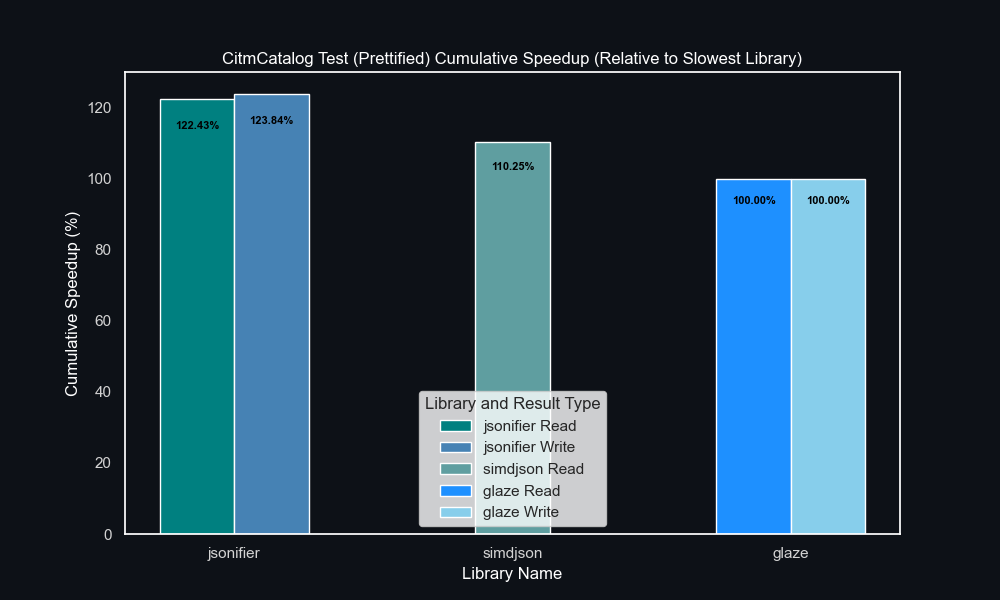 CitmCatalog Test (Prettified) Cumulative Speedup (Relative to Slowest Library)
Cumulative Speedup (%)
120
100
80
60
40
20
0
122.43%
123.84%
110.25%
100.00%
100.00%
Library and Result Type
jsonifier Read
jsonifier Write
simdjson Read
glaze Read
glaze Write
jsonifier
simdjson
glaze
Library Name